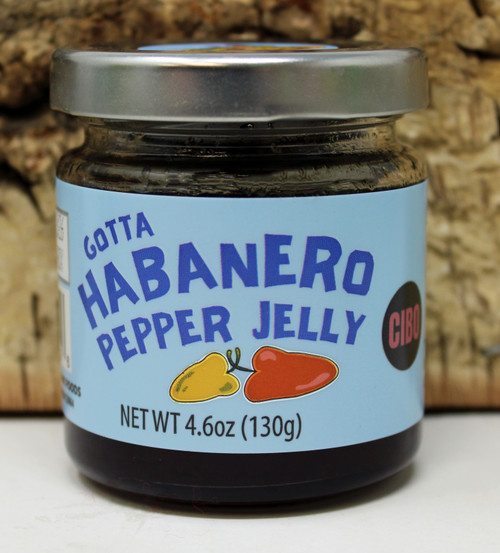 GOTTA
HABANERO
PEPPER JELLY
CIBO
NET WT 4.6oz (130g)